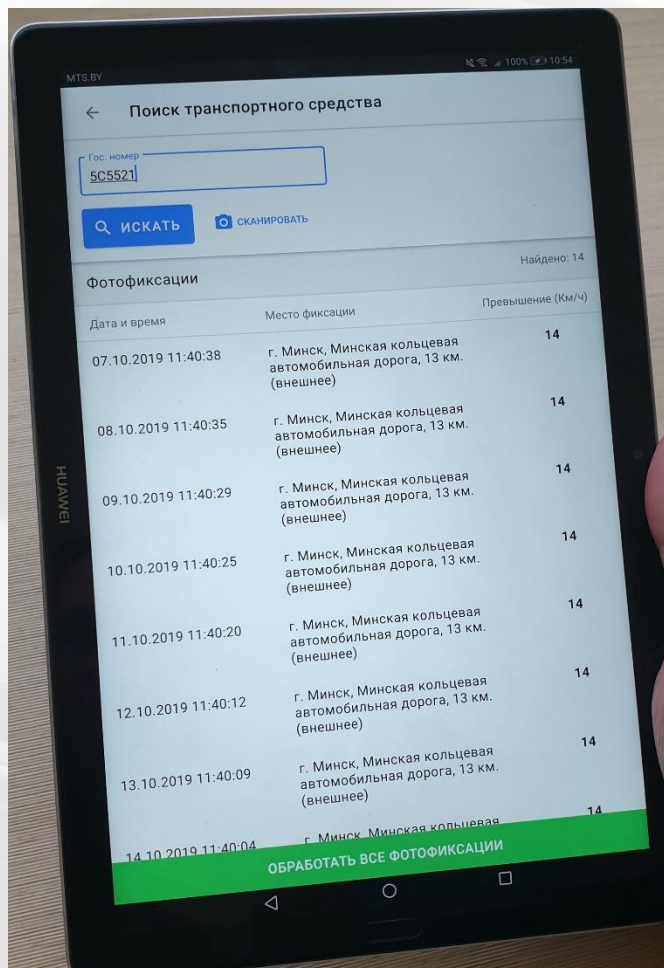 MTS.BY
100% 10:54
Поиск транспортного средства
Гос. номер
5C5521
ИСКАТЬ
СКАНИРОВАТЬ
Фотофиксации
Найдено: 14
Дата и время Место фиксации Превышение (Км/ч)
07.10.2019 11:40:38 г. Минск, Минская кольцевая 14
автомобильная дорога, 13 км.
(внешнее)
08.10.2019 11:40:35 г. Минск, Минская кольцевая 14
автомобильная дорога, 13 км.
(внешнее)
09.10.2019 11:40:29 г. Минск, Минская кольцевая 14
автомобильная дорога, 13 км.
(внешнее)
10.10.2019 11:40:25 г. Минск, Минская кольцевая 14
автомобильная дорога, 13 км.
(внешнее)
11.10.2019 11:40:20 г. Минск, Минская кольцевая 14
автомобильная дорога, 13 км.
(внешнее)
12.10.2019 11:40:12 г. Минск, Минская кольцевая 14
автомобильная дорога, 13 км.
(внешнее)
13.10.2019 11:40:09 г. Минск, Минская кольцевая 14
автомобильная дорога, 13 км.
(внешнее)
14.10.2019 11:40:04 г. Минск, Минская кольцевая 14
ОБРАБОТАТЬ ВСЕ ФОТОФИКСАЦИИ
HUAWEI